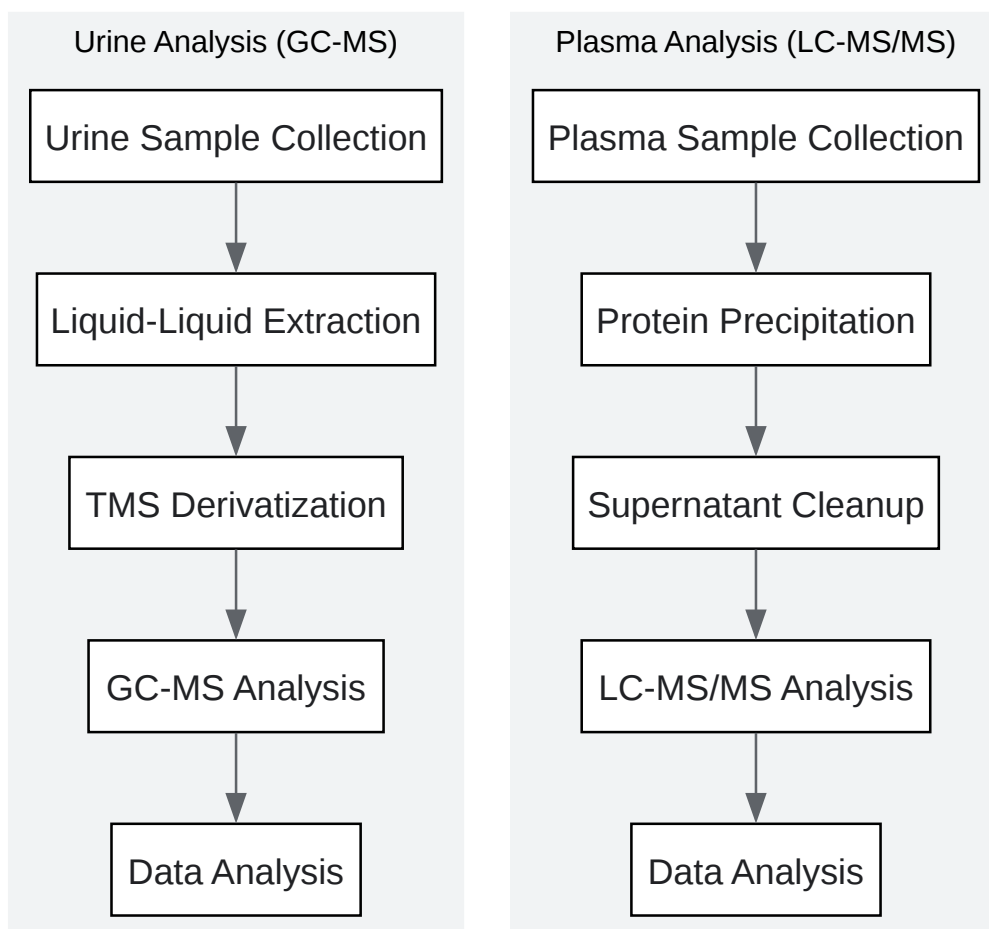 Urine Analysis (GC-MS)
Urine Sample Collection
Liquid-Liquid Extraction
TMS Derivatization
GC-MS Analysis
Data Analysis
Plasma Analysis (LC-MS/MS)
Plasma Sample Collection
Protein Precipitation
Supernatant Cleanup
LC-MS/MS Analysis
Data Analysis